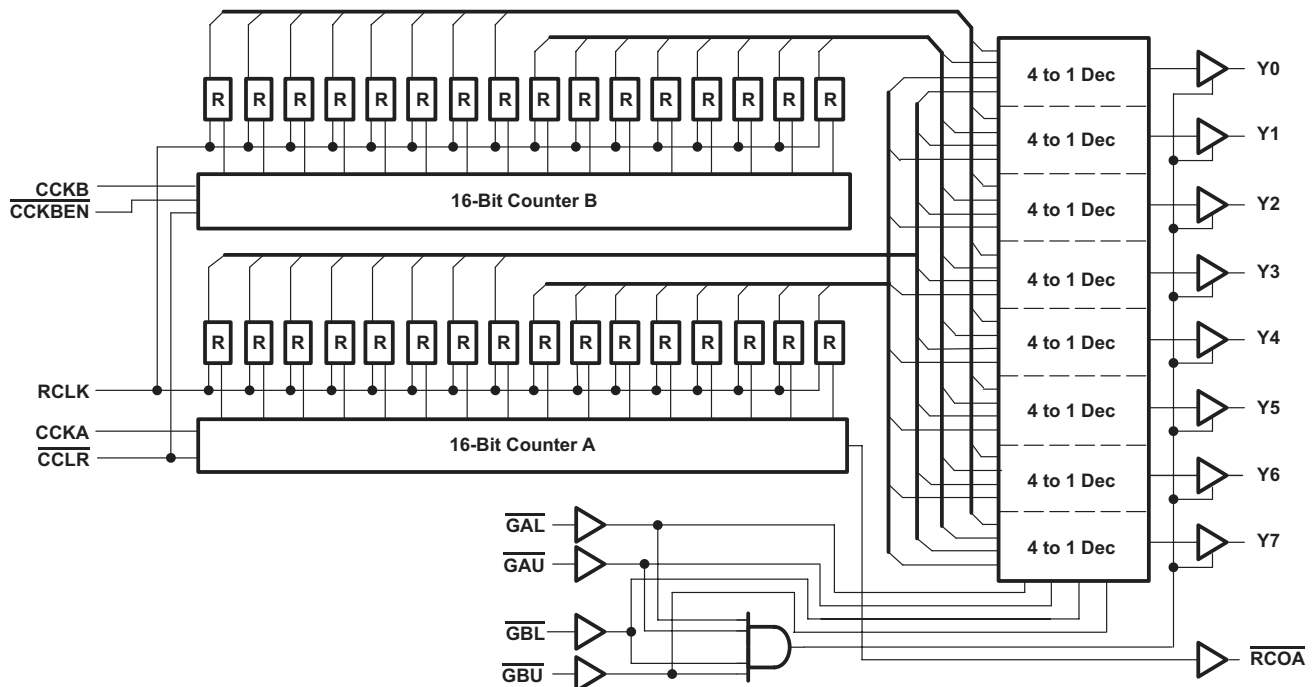 R R R R R R R R R R R R R R R R
4 to 1 Dec
Y0
4 to 1 Dec
Y1
CCKB
CCKBEN
16-Bit Counter B
4 to 1 Dec
Y2
4 to 1 Dec
Y3
R R R R R R R R R R R R R R R R
4 to 1 Dec
Y4
RCLK
CCKA
CCLR
16-Bit Counter A
4 to 1 Dec
Y5
4 to 1 Dec
Y6
GAL
4 to 1 Dec
Y7
GAU
GBL
GBU
RCOA